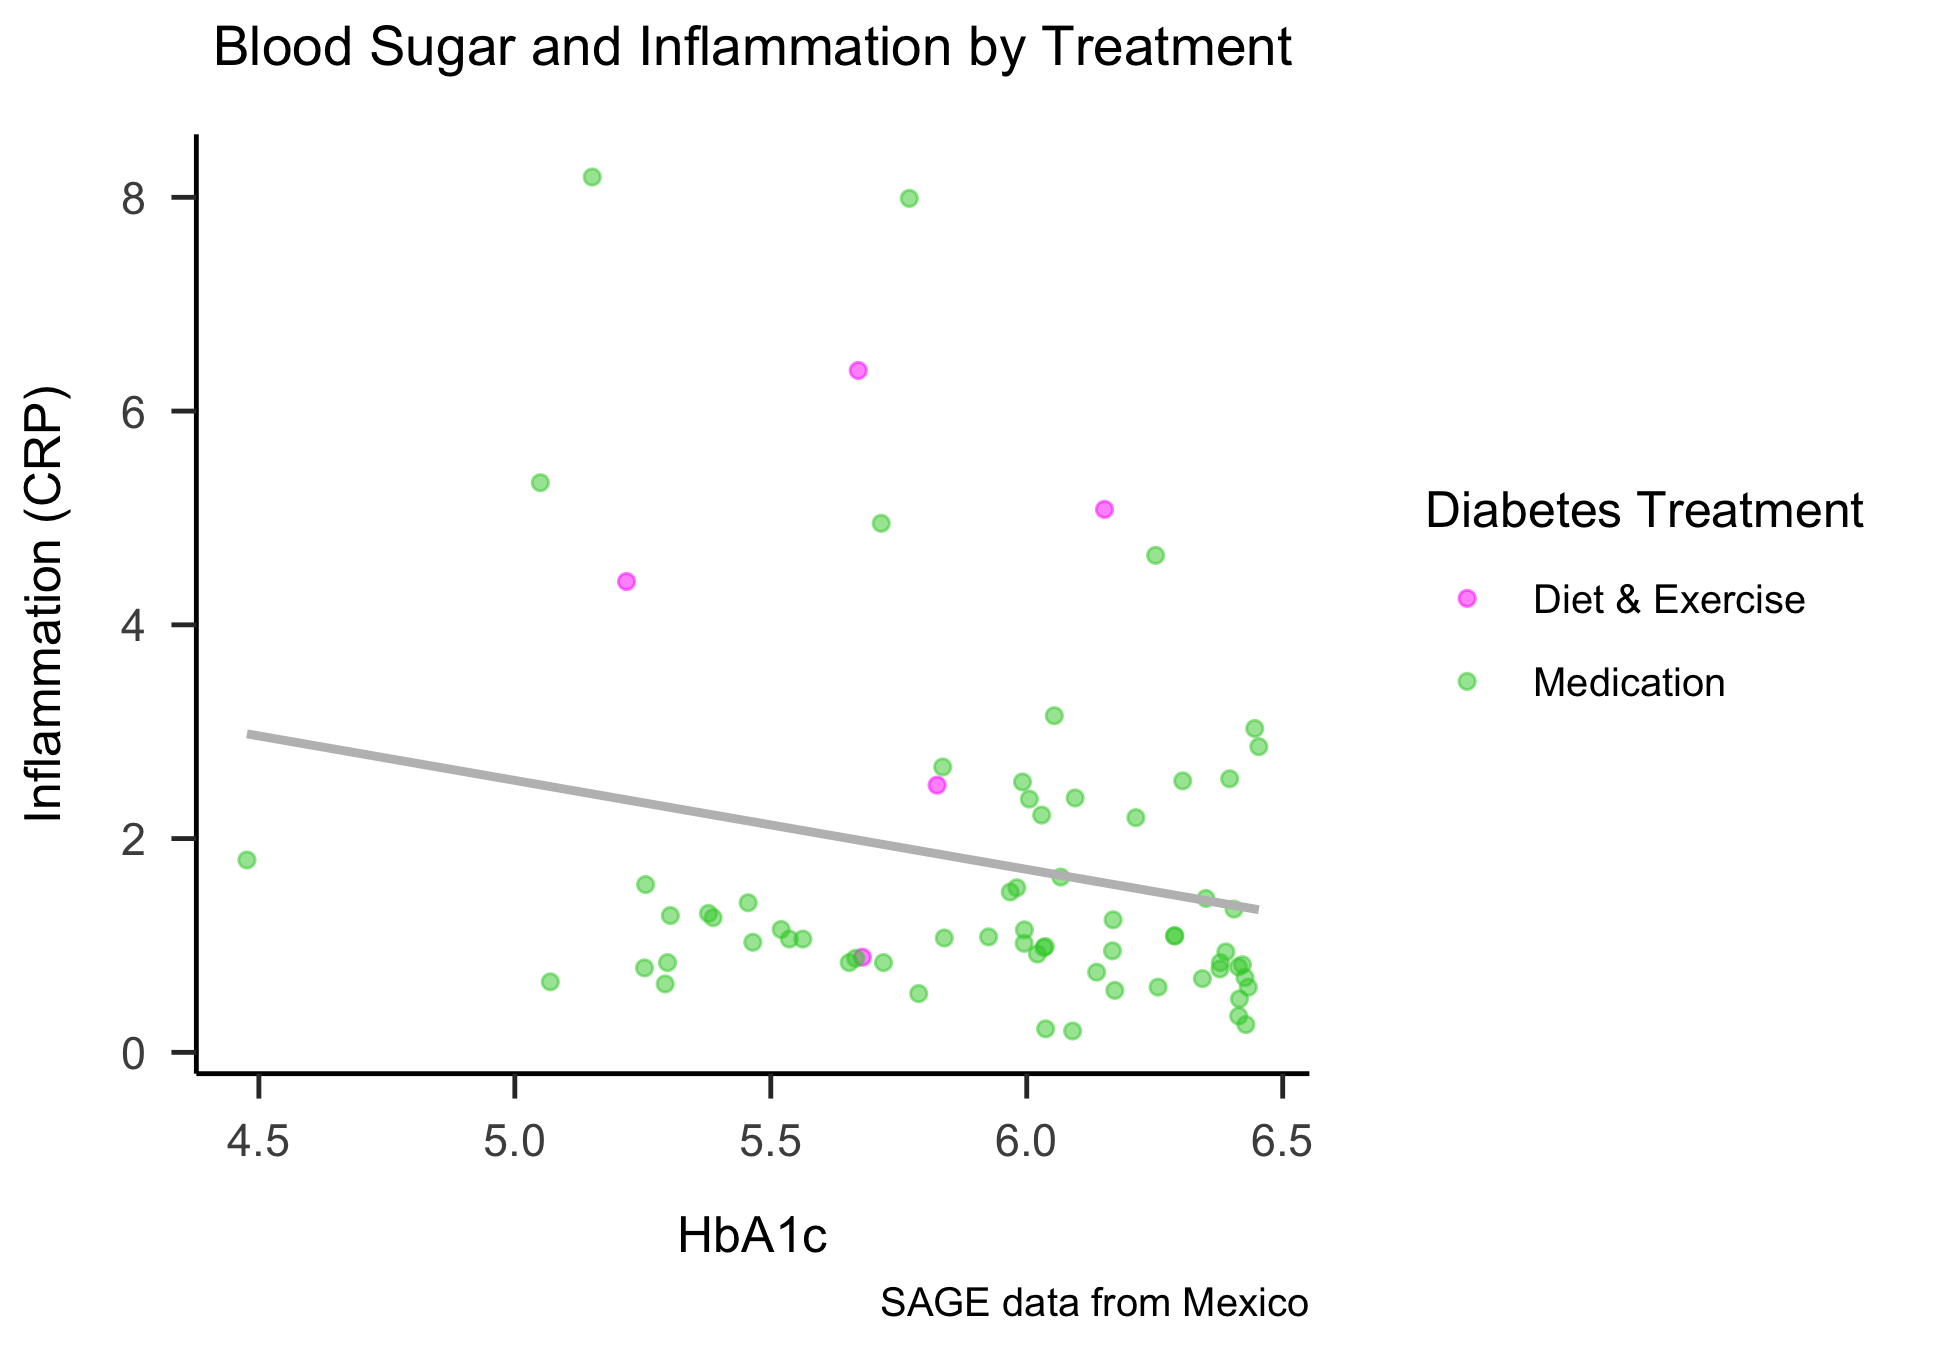 Blood Sugar and Inflammation by Treatment
8
6
4
2
0
Inflammation (CRP)
4.5 5.0 5.5 6.0 6.5
HbA1c
Diabetes Treatment
Diet & Exercise
Medication
SAGE data from Mexico